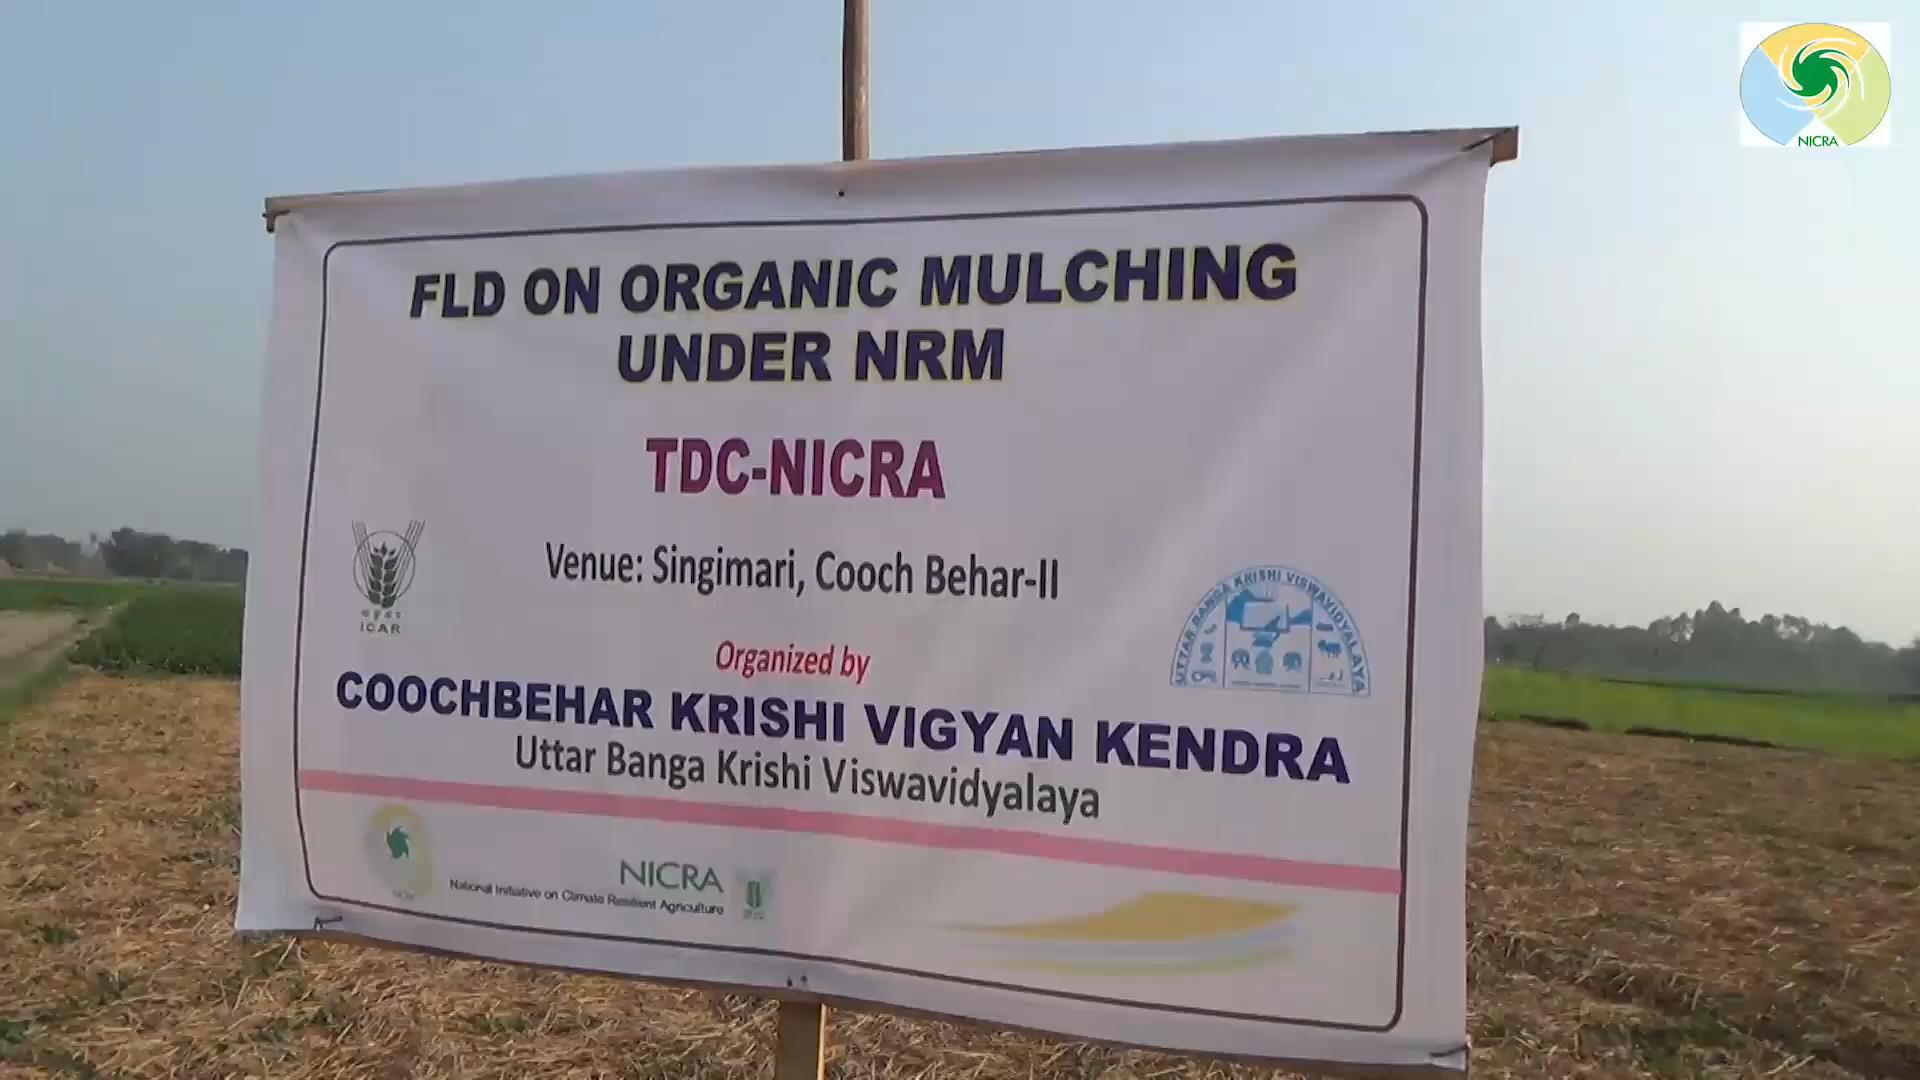 NICRA
FLD ON ORGANIC MULCHING
UNDER NRM
TDC-NICRA
Venue: Singimari, Cooch Behar-II
ICAR
UTTAR BANGA KRISHI VISWAVIDYALAYA
Organized by
COOCHBEHAR KRISHI VIGYAN KENDRA
Uttar Banga Krishi Viswavidyalaya
NICRA
National Initiative on Climate Resilient Agriculture